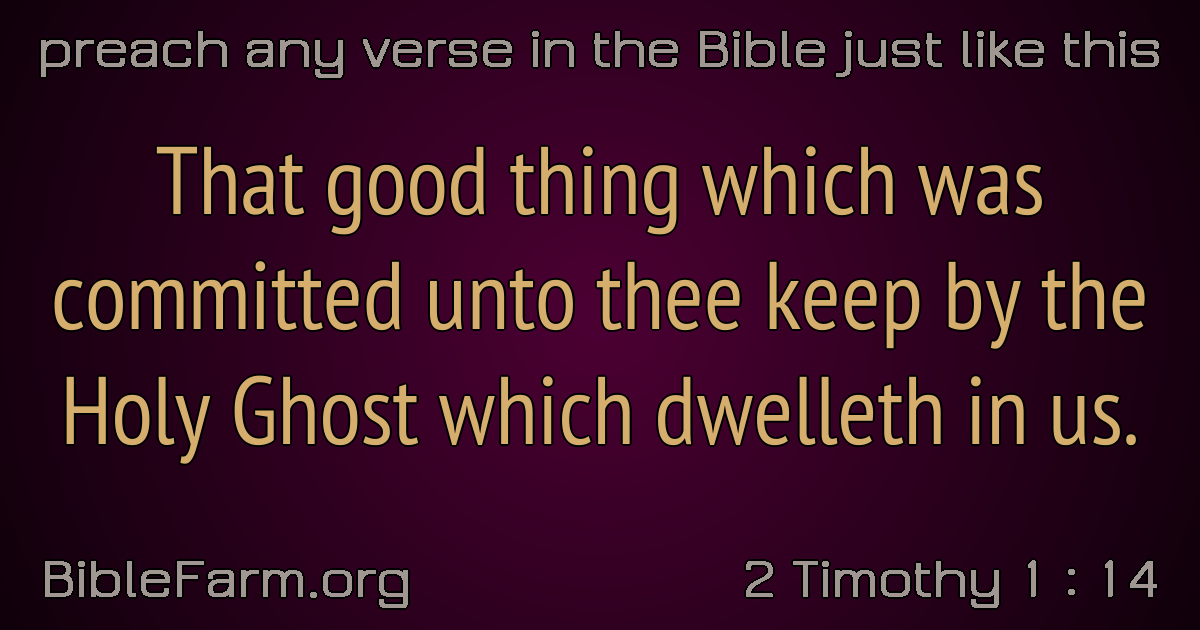 preach any verse in the Bible just like this
That good thing which was
committed unto thee keep by the
Holy Ghost which dwelleth in us.
BibleFarm.org
2 Timothy 1 : 14